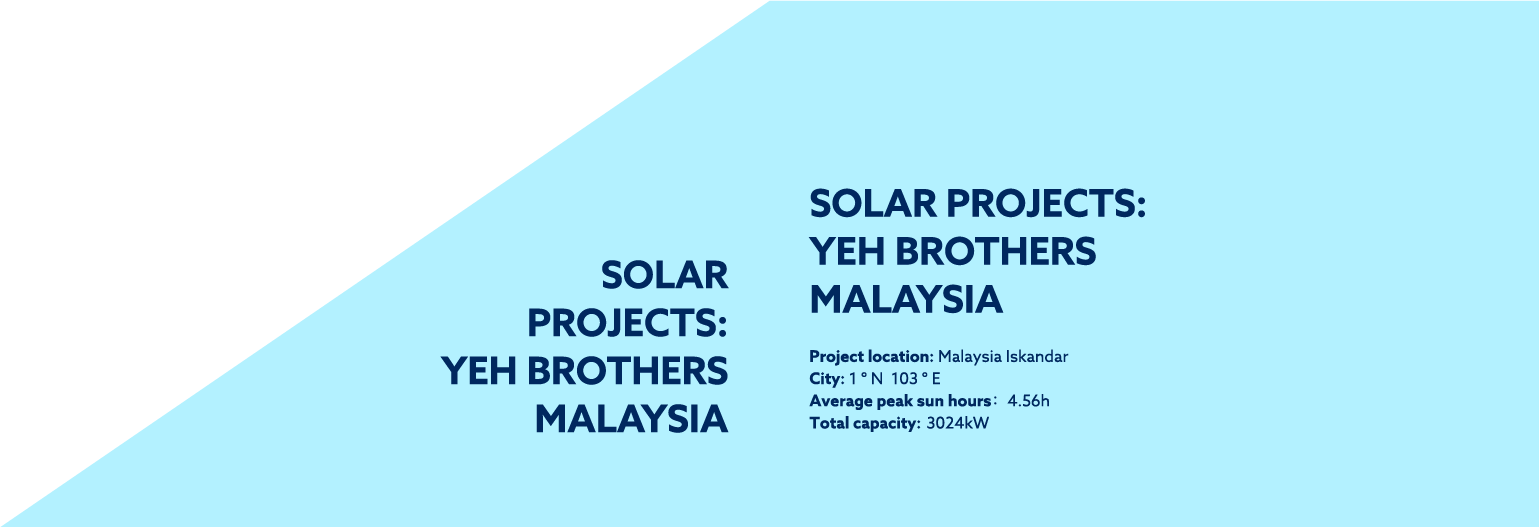 SOLAR
PROJECTS:
YEH BROTHERS
MALAYSIA
SOLAR PROJECTS:
YEH BROTHERS
MALAYSIA
Project location: Malaysia Iskandar
City: 1 ° N  103 ° E
Average peak sun hours： 4.56h
Total capacity: 3024kW